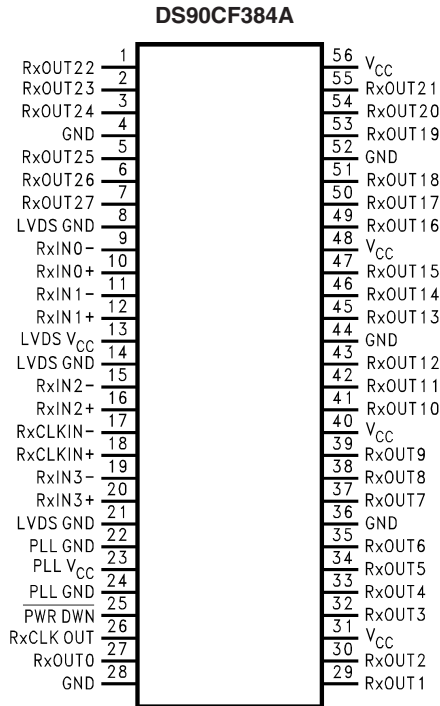 DS90CF384A
RxOUT22 1
RxOUT23 2
RxOUT24 3
GND 4
RxOUT25 5
RxOUT26 6
RxOUT27 7
LVDS GND 8
RxIN0- 9
RxIN0+ 10
RxIN1- 11
RxIN1+ 12
LVDS VCC 13
LVDS GND 14
RxIN2- 15
RxIN2+ 16
RxCLKIN- 17
RxCLKIN+ 18
RxIN3- 19
RxIN3+ 20
LVDS GND 21
PLL GND 22
PLL VCC 23
PLL GND 24
PWR DWN 25
RxCLK OUT 26
RxOUT0 27
GND 28
56 VCC
55 RxOUT21
54 RxOUT20
53 RxOUT19
52 GND
51 RxOUT18
50 RxOUT17
49 RxOUT16
48 VCC
47 RxOUT15
46 RxOUT14
45 RxOUT13
44 GND
43 RxOUT12
42 RxOUT11
41 RxOUT10
40 VCC
39 RxOUT9
38 RxOUT8
37 RxOUT7
36 GND
35 RxOUT6
34 RxOUT5
33 RxOUT4
32 RxOUT3
31 VCC
30 RxOUT2
29 RxOUT1